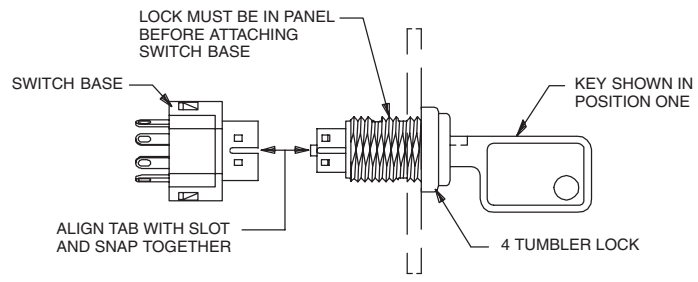 LOCK MUST BE IN PANEL
BEFORE ATTACHING
SWITCH BASE
SWITCH BASE
KEY SHOWN IN
POSITION ONE
ALIGN TAB WITH SLOT
AND SNAP TOGETHER
4 TUMBLER LOCK